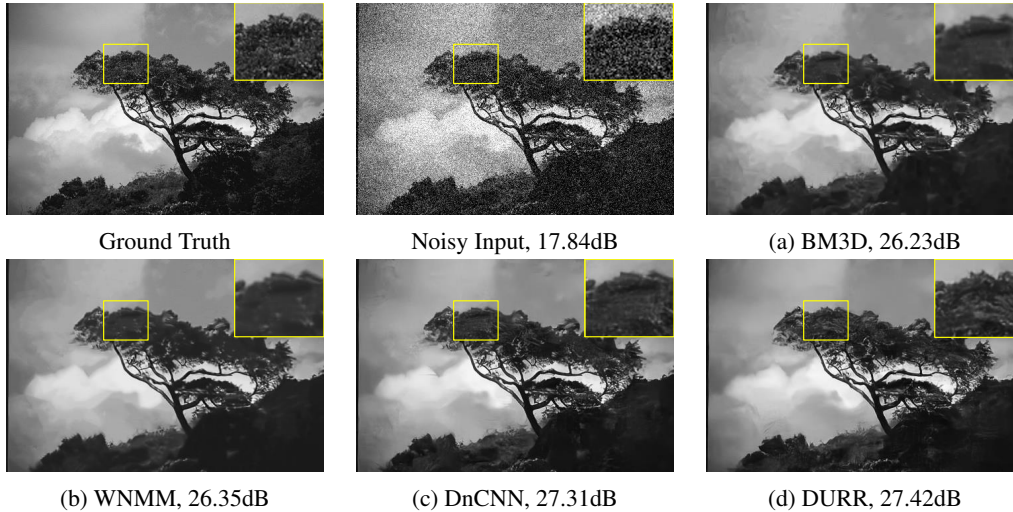 Ground Truth
Noisy Input, 17.84dB
(a) BM3D, 26.23dB
(b) WNMM, 26.35dB
(c) DnCNN, 27.31dB
(d) DURR, 27.42dB